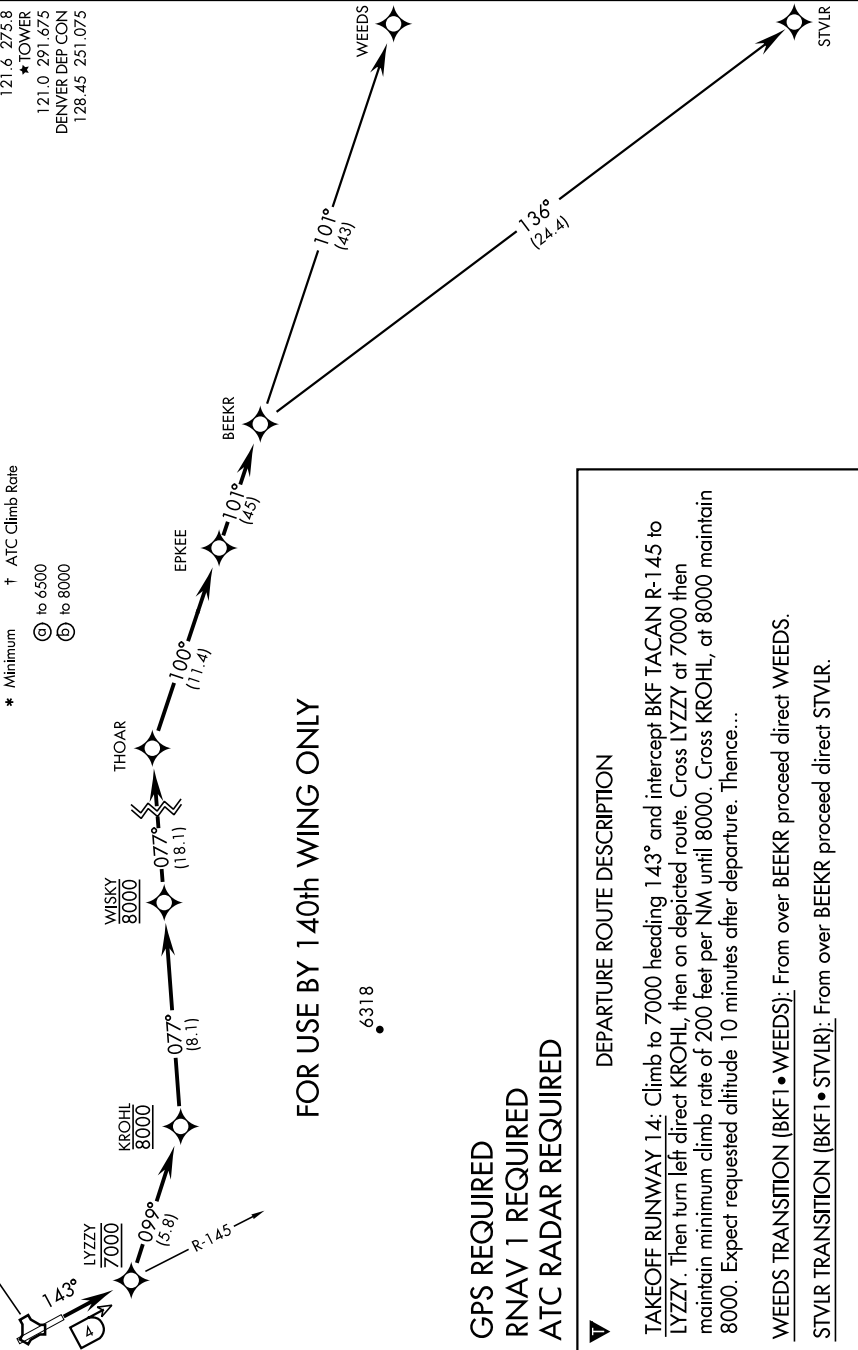 121.6 275.8
★ TOWER
121.0 291.675
DENVER DEP CON
128.45 251.075
* Minimum † ATC Climb Rate
ⓐ to 6500
ⓑ to 8000
143°
4
LYZZY
7000
R-145
099°
(5.8)
KROHL
8000
077°
(8.1)
WISKY
8000
077°
(18.1)
THOAR
100°
(11.4)
EPKEE
101°
(45)
BEEKR
101°
(43)
WEEDS
136°
(24.4)
STVLR
FOR USE BY 140th WING ONLY
6318
GPS REQUIRED
RNAV 1 REQUIRED
ATC RADAR REQUIRED
T
DEPARTURE ROUTE DESCRIPTION
TAKEOFF RUNWAY 14: Climb to 7000 heading 143° and intercept BKF TACAN R-145 to
LYZZY. Then turn left direct KROHL, then on depicted route. Cross LYZZY at 7000 then
maintain minimum climb rate of 200 feet per NM until 8000. Cross KROHL, at 8000 maintain
8000. Expect requested altitude 10 minutes after departure. Thence...
WEEDS TRANSITION (BKF1•WEEDS): From over BEEKR proceed direct WEEDS.
STVLR TRANSITION (BKF1•STVLR): From over BEEKR proceed direct STVLR.